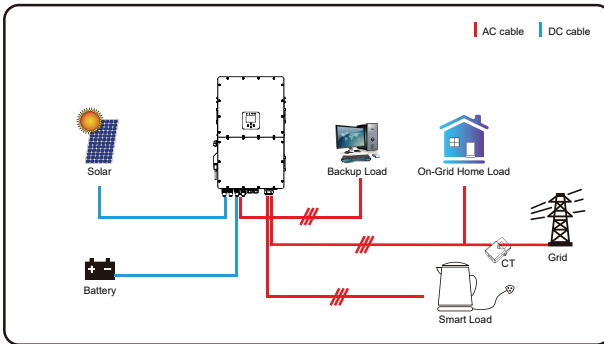 AC cable
DC cable
Solar
Backup Load
On-Grid Home Load
Battery
CT
Grid
Smart Load